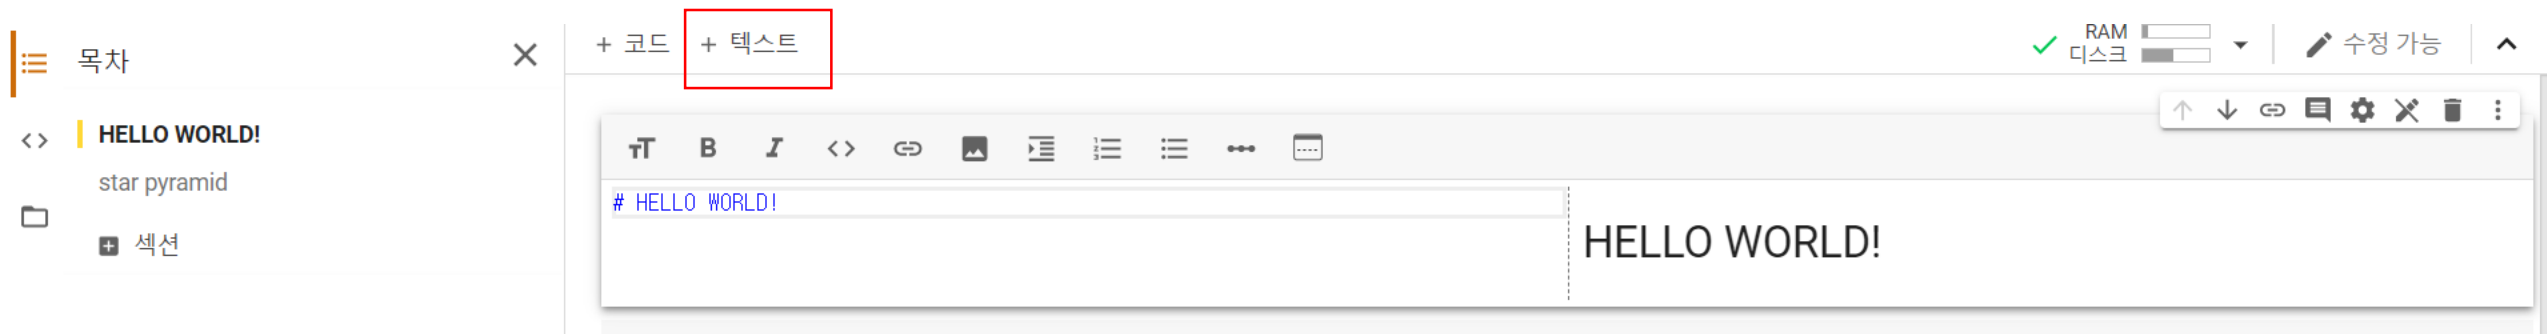 목차
HELLO WORLD!
star pyramid
섹션
+ 코드 + 텍스트
RAM
디스크
수정 가능
# HELLO WORLD!
HELLO WORLD!